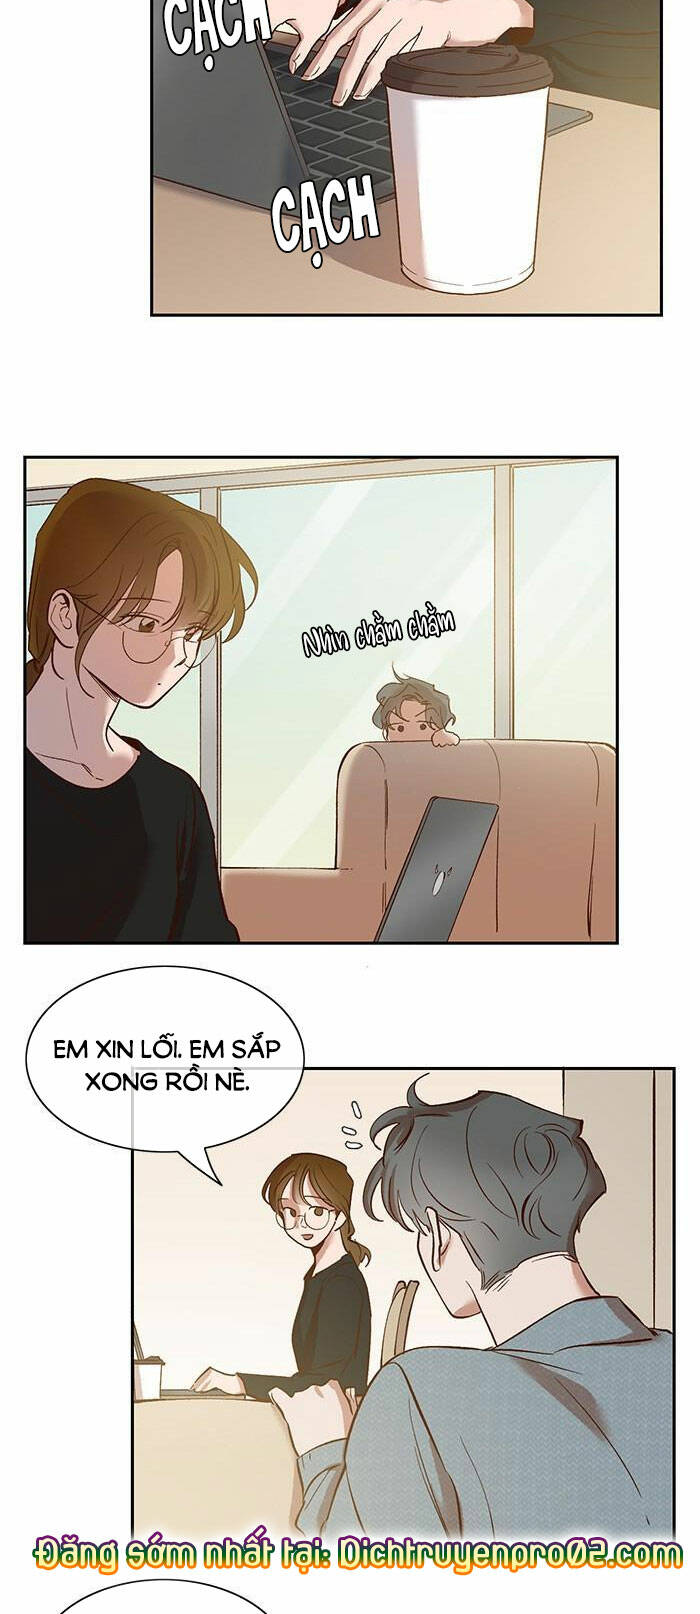 CẠCH
CẠCH
Nhìn chằm chằm
EM XIN LỖI. EM SẮP
XONG RỒI NÈ.
Đăng sớm nhất tại: Dichtruyenpro02.com